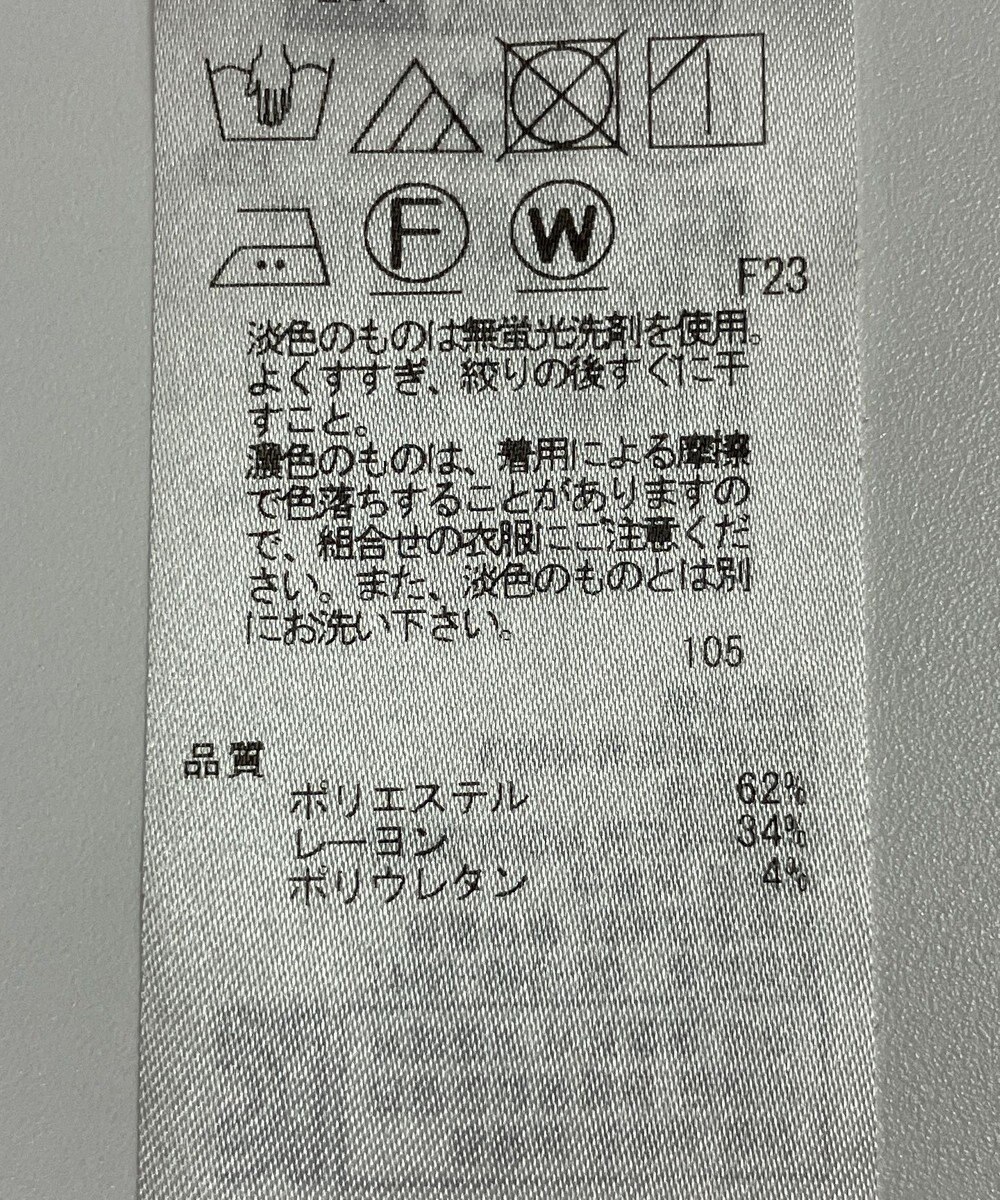 F
W
F23
淡色のものは無蛍光洗剤を使用。
よくすすぎ、絞りの後すぐに干
すこと。
濃色のものは、着用による摩擦
で色落ちすることがありますの
で、組合せの衣服にご注意くだ
さい。また、淡色のものとは別
にお洗い下さい。
105
品質
ポリエステル 62%
レーヨン 34%
ポリウレタン 4%